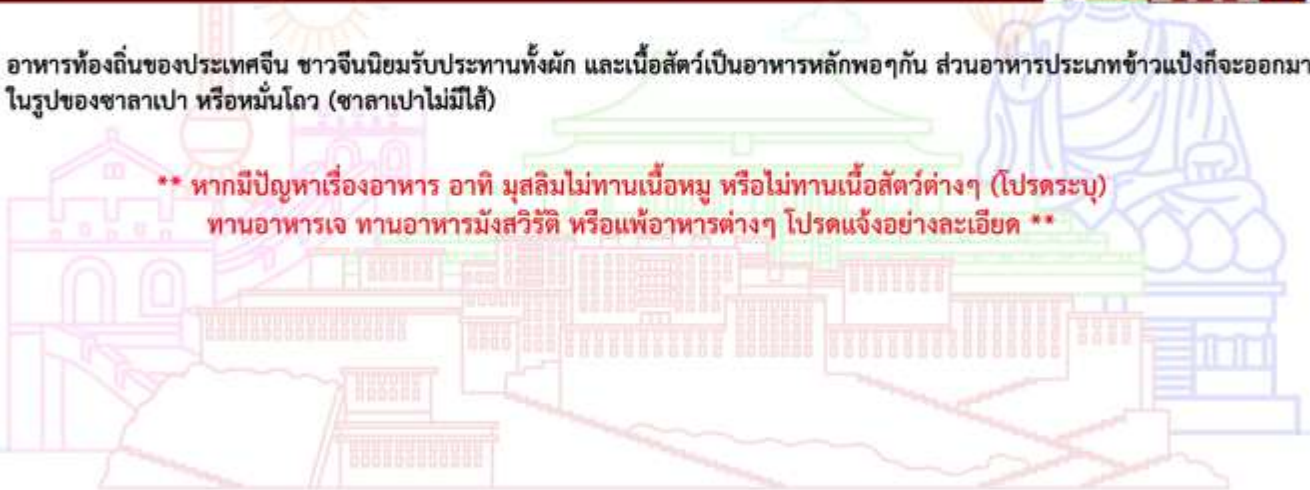 อาหารท้องถิ่นของประเทศจีน ชาวจีนนิยมรับประทานทั้งผัก และเนื้อสัตว์เป็นอาหารหลักพอๆกัน ส่วนอาหารประเภทข้าวแป้งก็จะออกมา
ในรูปของซาลาเปา หรือหมั่นโถว (ซาลาเปาไม่มีไส้)
** หากมีปัญหาเรื่องอาหาร อาทิ มุสลิมไม่ทานเนื้อหมู หรือไม่ทานเนื้อสัตว์ต่างๆ (โปรดระบุ)
ทานอาหารเจ ทานอาหารมังสวิรัติ หรือแพ้อาหารต่างๆ โปรดแจ้งอย่างละเอียด **